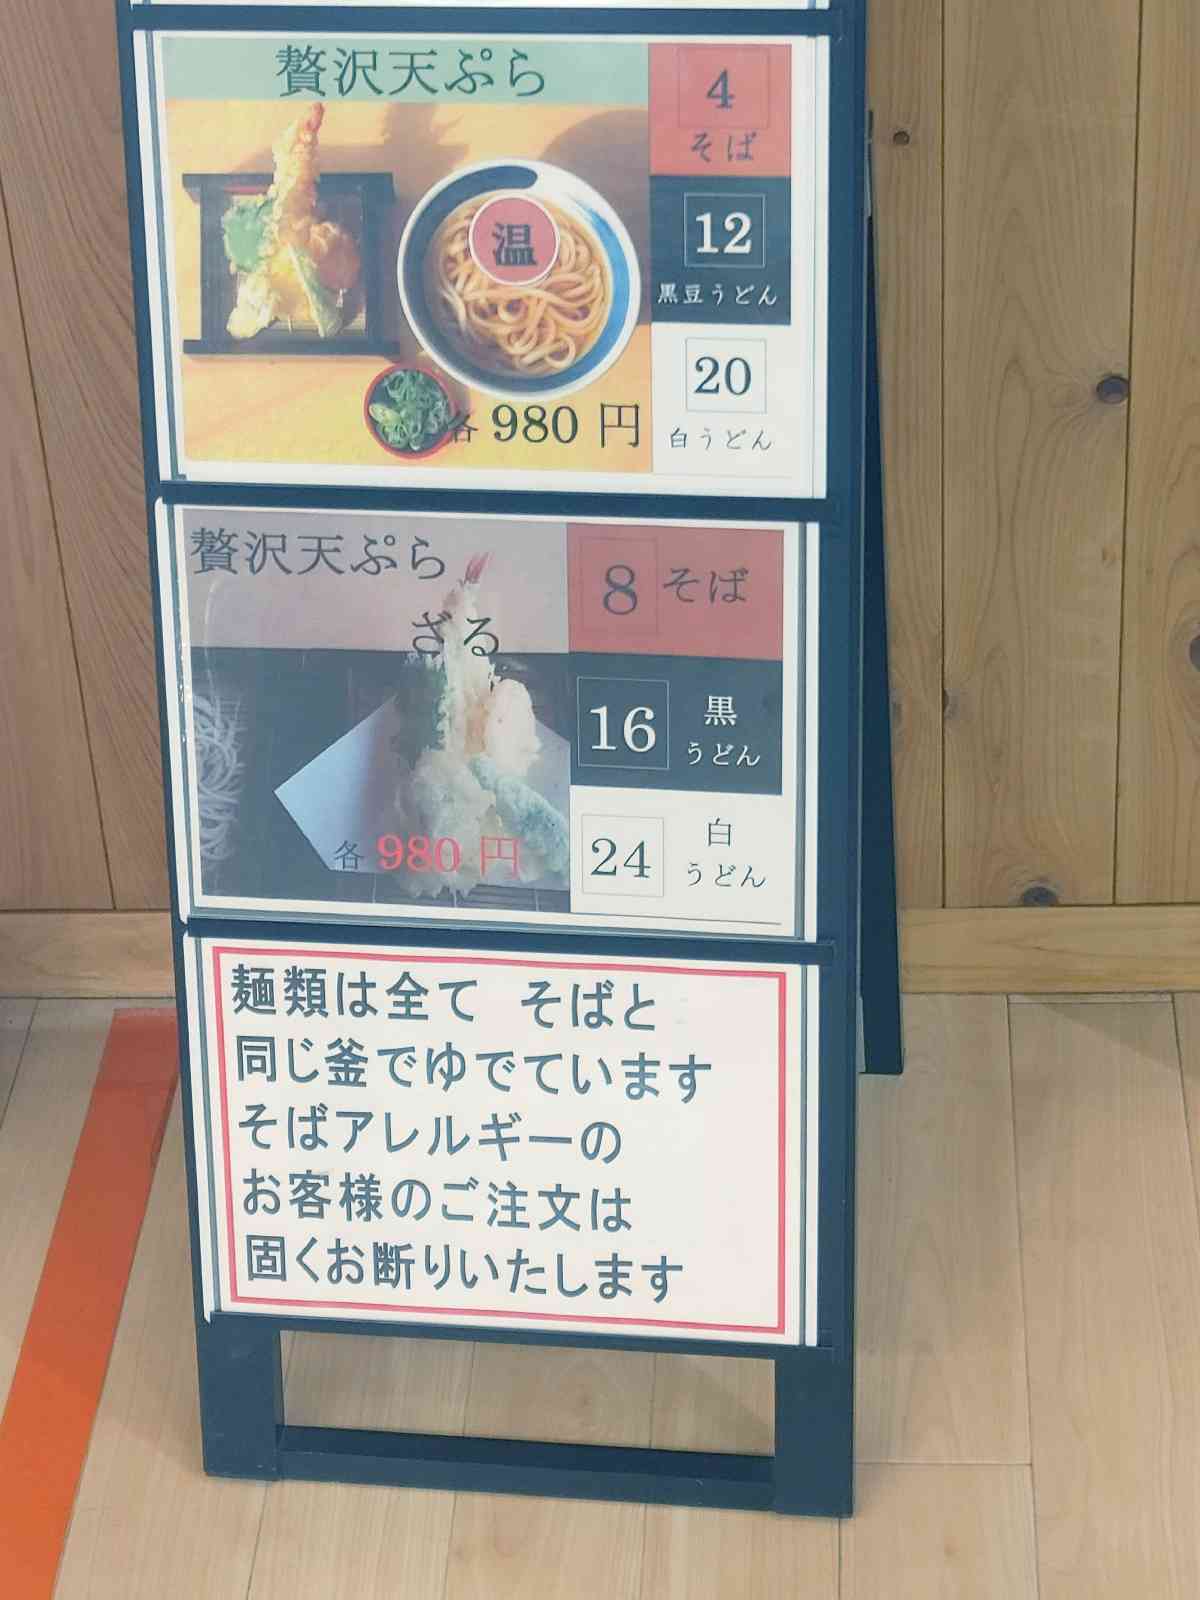 贅沢天ぷら
温
各 980 円
4
そば
12
黒豆うどん
20
白うどん
贅沢天ぷら
ざる
各 980 円
8 そば
16 黒
うどん
24 白
うどん
麺類は全て そばと
同じ釜でゆでています
そばアレルギーの
お客様のご注文は
固くお断りいたします